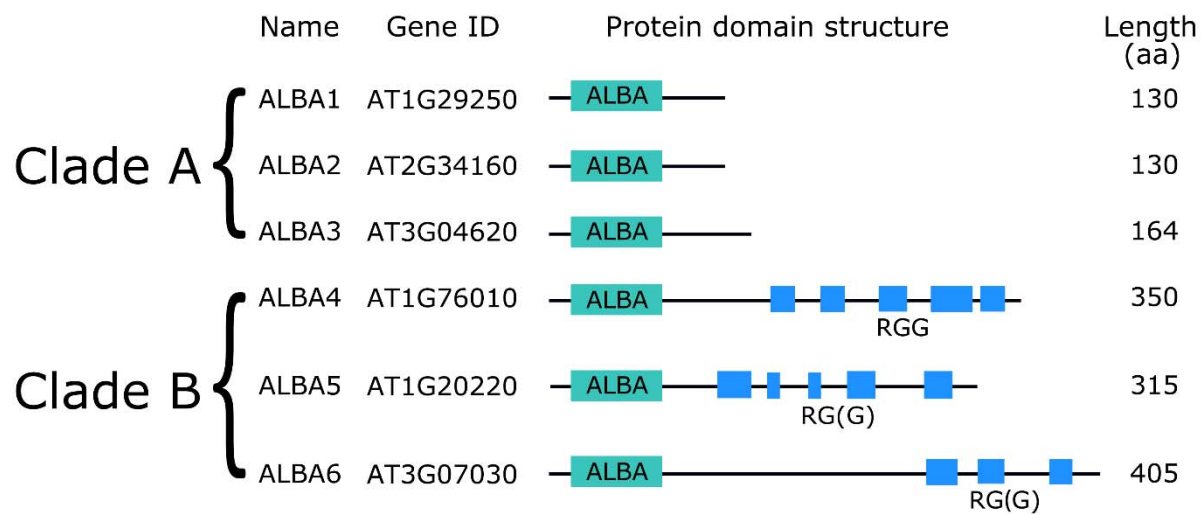 Name Gene ID Protein domain structure Length
(aa)
ALBA1 AT1G29250 ALBA 130
Clade A
ALBA2 AT2G34160 ALBA 130
ALBA3 AT3G04620 ALBA 164
ALBA4 AT1G76010 ALBA 350
RGG
Clade B
ALBA5 AT1G20220 ALBA 315
RG(G)
ALBA6 AT3G07030 ALBA 405
RG(G)